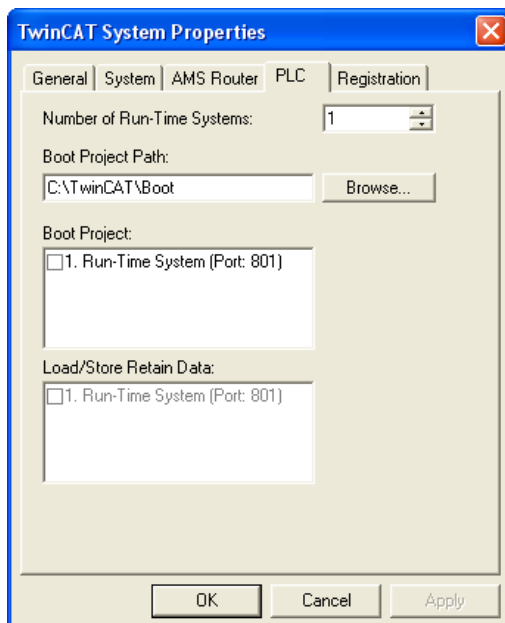 TwinCAT System Properties
General System AMS Router PLC Registration
Number of Run-Time Systems: 1
Boot Project Path:
C:\TwinCAT\Boot Browse...
Boot Project:
1. Run-Time System (Port: 801)
Load/Store Retain Data:
1. Run-Time System (Port: 801)
OK Cancel Apply